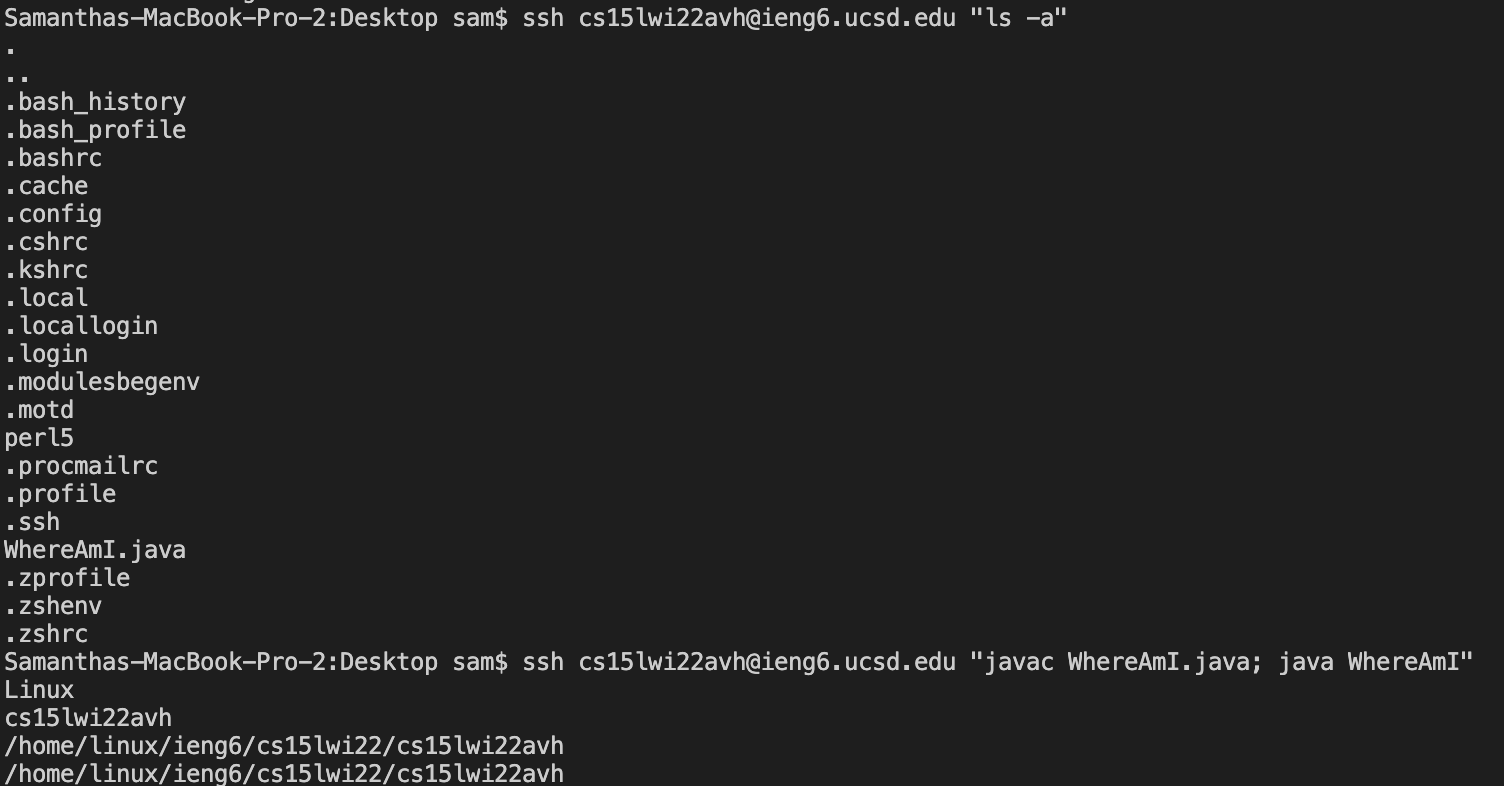 Samanthas-MacBook-Pro-2:Desktop sam$ ssh cs15lwi22avh@ieng6.ucsd.edu "ls -a"
.
..
.bash_history
.bash_profile
.bashrc
.cache
.config
.cshrc
.kshrc
.local
.locallogin
.login
.modulesbegenv
.motd
perl5
.procmailrc
.profile
.ssh
WhereAmI.java
.zprofile
.zshenv
.zshrc
Samanthas-MacBook-Pro-2:Desktop sam$ ssh cs15lwi22avh@ieng6.ucsd.edu "javac WhereAmI.java; java WhereAmI"
Linux
cs15lwi22avh
/home/linux/ieng6/cs15lwi22/cs15lwi22avh
/home/linux/ieng6/cs15lwi22/cs15lwi22avh